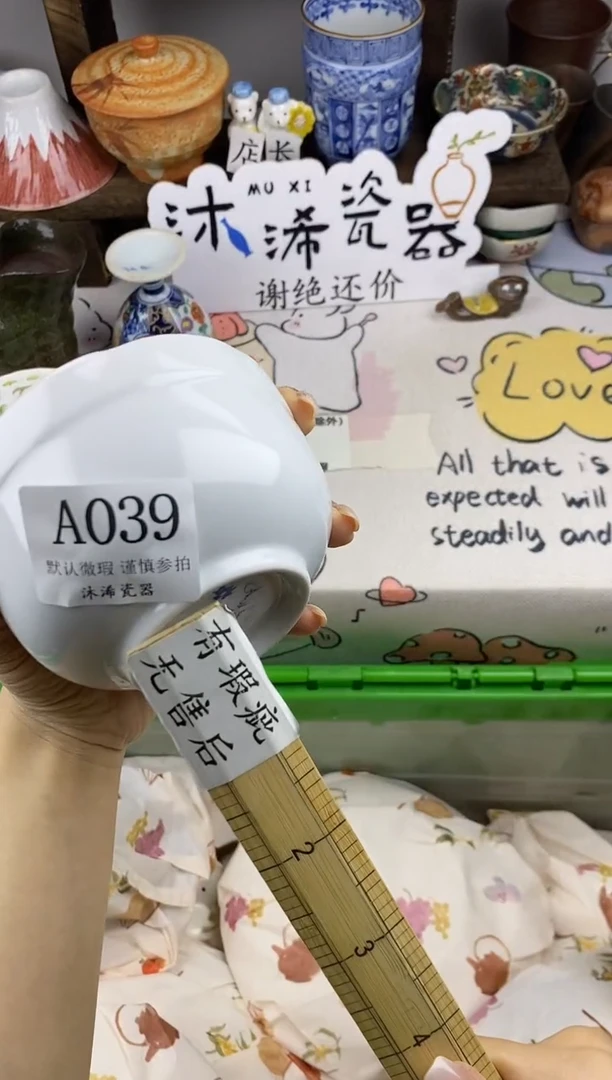 店长
MU XI
沐浠瓷器
谢绝还价
Love
除外）
All that is
expected will
steadily and
A039
默认微瑕 谨慎参拍
沐浠瓷器
有瑕疵
无售后
2
3
4